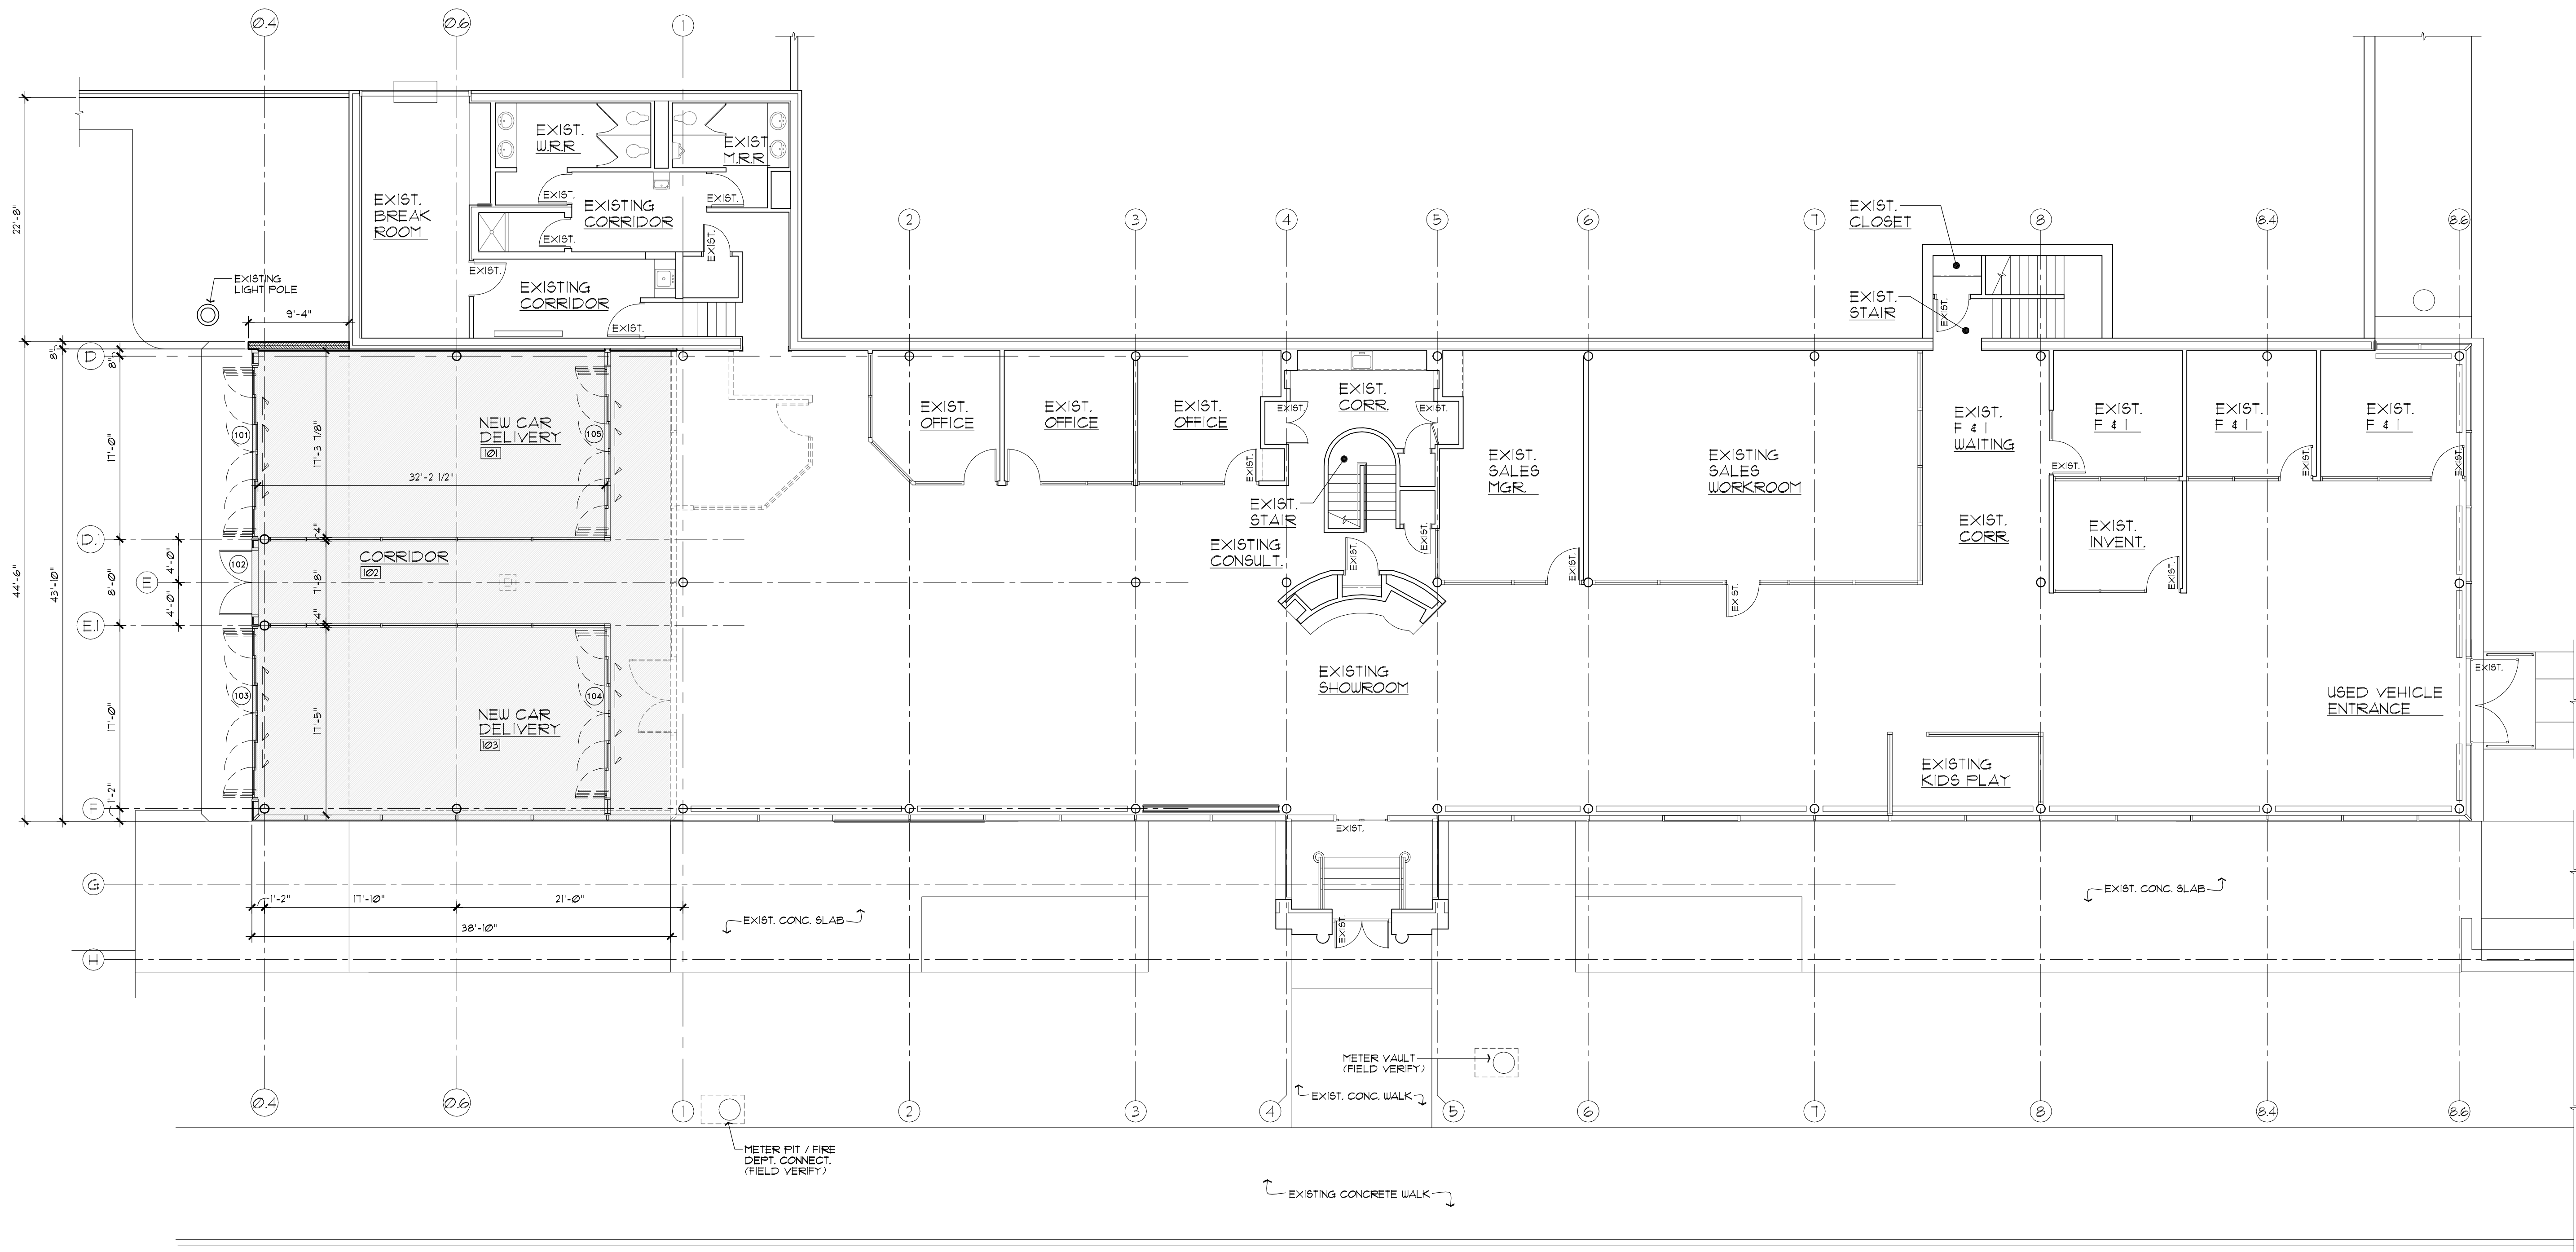 0.4
0.6
1
EXIST.
W.R.R
EXIST.
M.R.R
EXIST.
BREAK
ROOM
EXIST.
EXIST.
EXISTING
CORRIDOR
EXIST.
EXIST.
EXIST.
EXISTING
CORRIDOR
EXIST.
22'-8"
EXISTING
LIGHT POLE
9'-4"
2
3
4
5
6
7
8
8.4
8.6
EXIST.
CLOSET
EXIST.
STAIR
EXIST.
D
8"
8"
44'-6"
43'-10"
17'-0"
101
17'-3 7/8"
NEW CAR
DELIVERY
101
105
32'-2 1/2"
EXIST.
OFFICE
EXIST.
OFFICE
EXIST.
OFFICE
EXIST.
EXIST.
CORR.
EXIST.
EXIST.
EXIST.
STAIR
EXIST.
EXIST.
EXISTING
CONSULT.
EXIST.
SALES
MGR.
EXIST.
EXISTING
SALES
WORKROOM
EXIST.
EXIST.
F & I
WAITING
EXIST.
F & I
EXIST.
EXIST.
F & I
EXIST.
EXIST.
F & I
EXIST.
EXIST.
CORR.
EXIST.
INVENT.
EXIST.
D.1
4"
4'-0"
102
CORRIDOR
102
E
8'-0"
7'-8"
4'-0"
E.1
4"
17'-0"
103
17'-5"
NEW CAR
DELIVERY
103
104
EXISTING
SHOWROOM
EXISTING
KIDS PLAY
USED VEHICLE
ENTRANCE
EXIST.
F
1'-2"
EXIST.
G
1'-2"
17'-10"
21'-0"
38'-10"
EXIST. CONC. SLAB
EXIST.
EXIST. CONC. SLAB
H
METER VAULT
(FIELD VERIFY)
EXIST. CONC. WALK
0.4
0.6
1
2
3
4
5
6
7
8
8.4
8.6
METER PIT / FIRE
DEPT. CONNECT.
(FIELD VERIFY)
EXISTING CONCRETE WALK